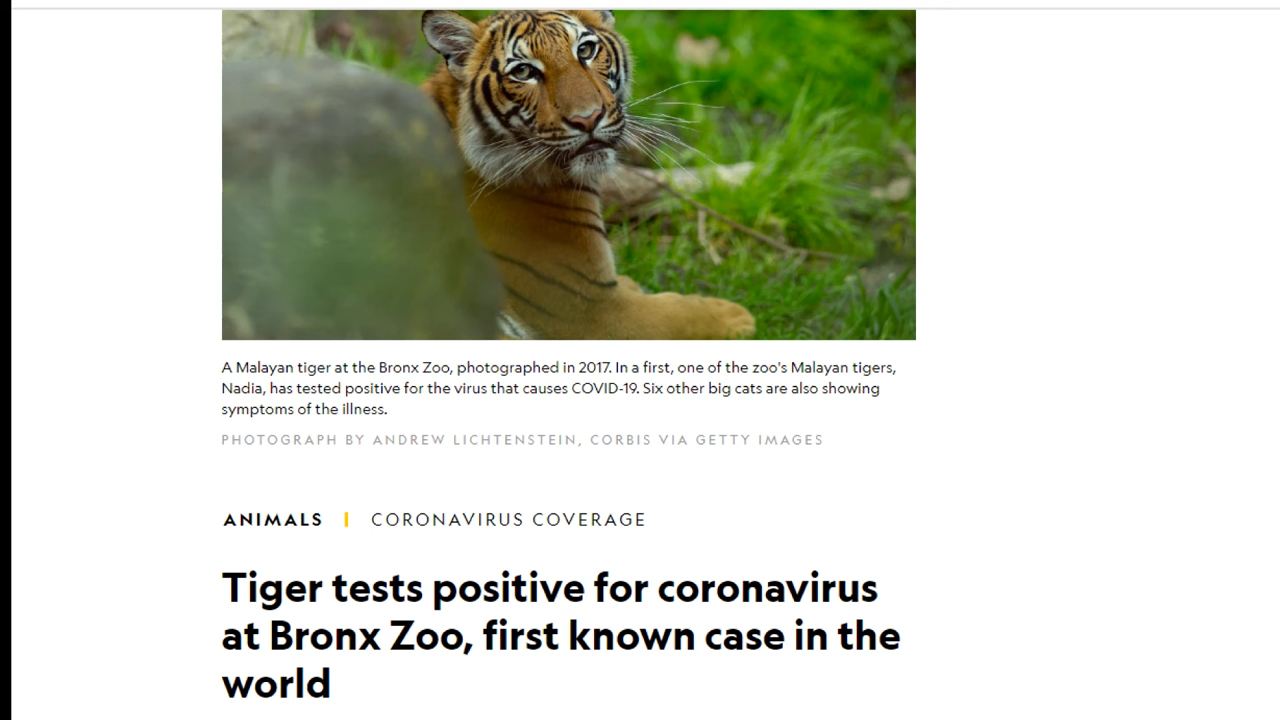 A Malayan tiger at the Bronx Zoo, photographed in 2017. In a first, one of the zoo's Malayan tigers,
Nadia, has tested positive for the virus that causes COVID-19. Six other big cats are also showing
symptoms of the illness.
PHOTOGRAPH BY ANDREW LICHTENSTEIN, CORBIS VIA GETTY IMAGES
ANIMALS | CORONAVIRUS COVERAGE
Tiger tests positive for coronavirus
at Bronx Zoo, first known case in the
world